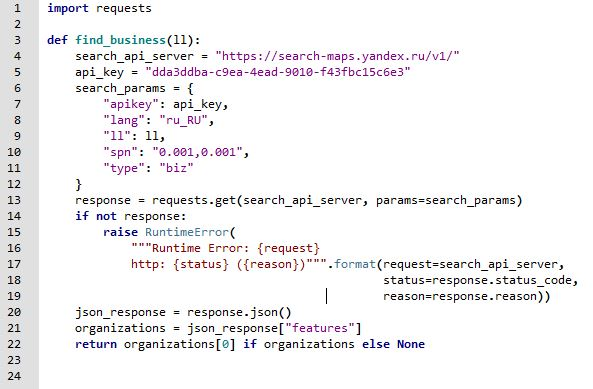 1 import requests
2
3 def find_business(ll):
4 search_api_server = "https://search-maps.yandex.ru/v1/"
5 api_key = "dda3ddba-c9ea-4ead-9010-f43fbc15c6e3"
6 search_params = {
7 "apikey": api_key,
8 "lang": "ru_RU",
9 "ll": ll,
10 "spn": "0.001,0.001",
11 "type": "biz"
12 }
13 response = requests.get(search_api_server, params=search_params)
14 if not response:
15 raise RuntimeError(
16 """Runtime Error: {request}
17 http: {status} ({reason})""".format(request=search_api_server,
18 status=response.status_code,
19 reason=response.reason))
20 json_response = response.json()
21 organizations = json_response["features"]
22 return organizations[0] if organizations else None
23
24